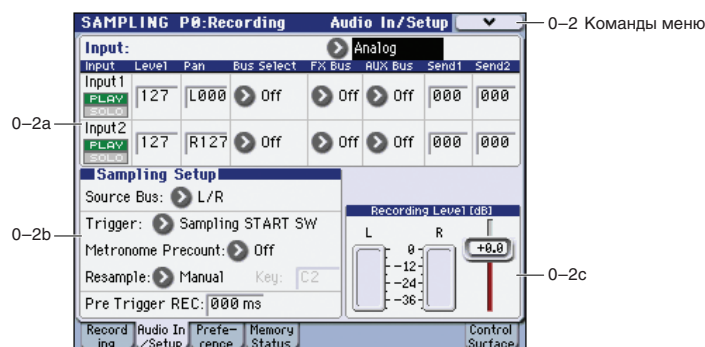 SAMPLING P0:Recording Audio In/Setup
0–2 Команды меню
Input: Analog
Input Level Pan Bus Select FX Bus AUX Bus Send1 Send2
Input1
PLAY 127 L000 Off Off Off 000 000
SOLO
0–2a
Input2
PLAY 127 R127 Off Off Off 000 000
SOLO
Sampling Setup
Source Bus: L/R
Recording Level [dB]
Trigger: Sampling START SW
L R
0–2b
Metronome Precount: Off
0
+0.0
-12
Resample: Manual Key: C2
-24
0–2c
-36
Pre Trigger REC: 000 ms
Record
ing
Audio In
/Setup
Prefe-
rence
Memory
Status
Control
Surface